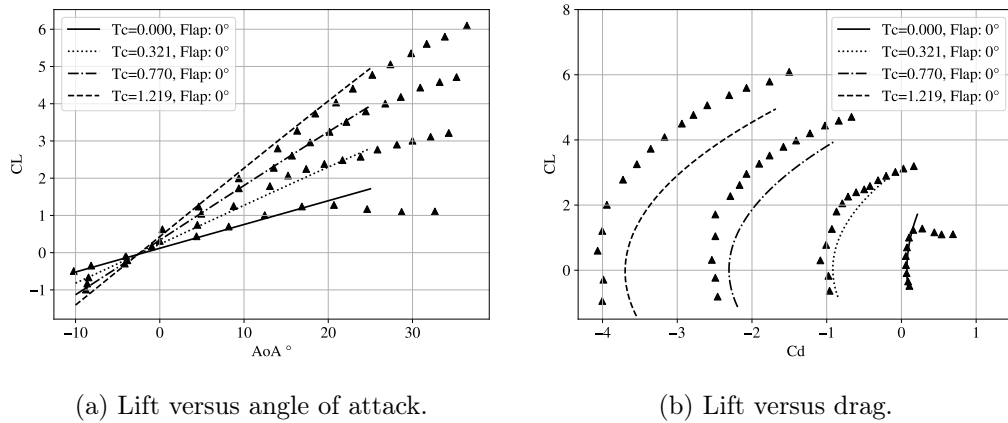 Tc=0.000, Flap: 0°
Tc=0.321, Flap: 0°
Tc=0.770, Flap: 0°
Tc=1.219, Flap: 0°
6
5
4
3
2
1
0
−1
CL
−10
0
10
20
30
AoA °
(a) Lift versus angle of attack.
Tc=0.000, Flap: 0°
Tc=0.321, Flap: 0°
Tc=0.770, Flap: 0°
Tc=1.219, Flap: 0°
8
6
4
2
0
CL
−4
−3
−2
−1
0
1
Cd
(b) Lift versus drag.